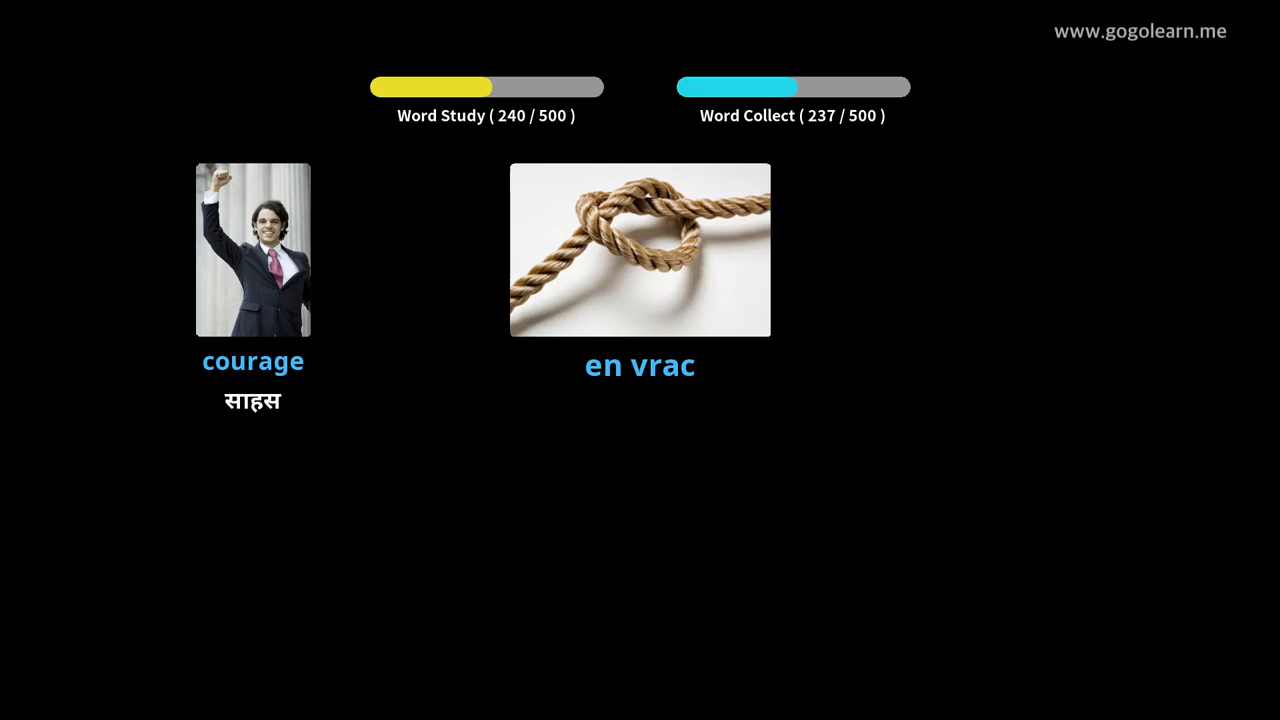 www.gogolearn.me
Word Study ( 240 / 500 )
Word Collect ( 237 / 500 )
courage
साहस
en vrac